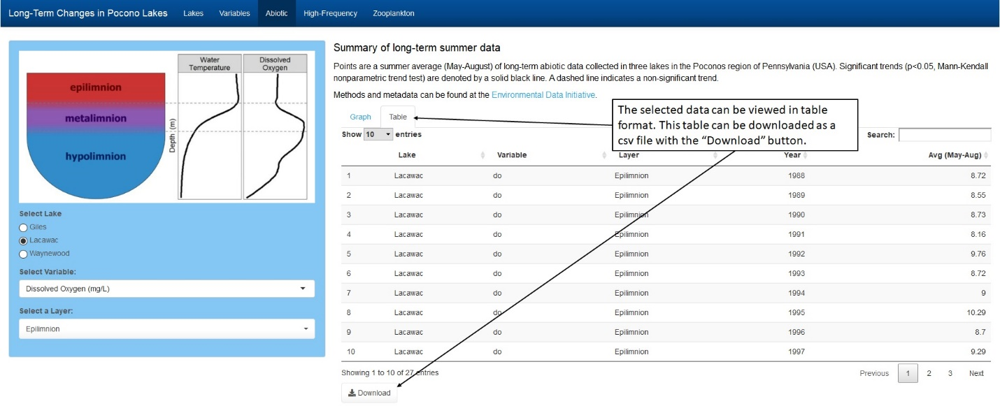 Long-Term Changes in Pocono Lakes Lakes Variables Abiotic High-Frequency Zooplankton
Water Temperature
Dissolved Oxygen
epilimnion
metalimnion
hypolimnion
Depth (m)
Select Lake
Giles
Lacawac
Waynewood
Select Variable:
Dissolved Oxygen (mg/L)
Select a Layer:
Epilimnion
Summary of long-term summer data
Points are a summer average (May-August) of long-term abiotic data collected in three lakes in the Poconos region of Pennsylvania (USA). Significant trends (p<0.05, Mann-Kendall
nonparametric trend test) are denoted by a solid black line. A dashed line indicates a non-significant trend.
Methods and metadata can be found at the Environmental Data Initiative.
Graph Table
The selected data can be viewed in table
format. This table can be downloaded as a
csv file with the “Download” button.
Show 10 entries Search:
Lake Variable Layer Year Avg (May-Aug)
1 Lacawac do Epilimnion 1988 8.72
2 Lacawac do Epilimnion 1989 8.55
3 Lacawac do Epilimnion 1990 8.73
4 Lacawac do Epilimnion 1991 8.16
5 Lacawac do Epilimnion 1992 9.76
6 Lacawac do Epilimnion 1993 8.72
7 Lacawac do Epilimnion 1994 9
8 Lacawac do Epilimnion 1995 10.29
9 Lacawac do Epilimnion 1996 8.7
10 Lacawac do Epilimnion 1997 9.29
Showing 1 to 10 of 27 entries Previous 1 2 3 Next
Download